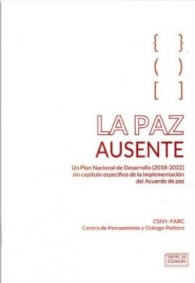 { }
( )
[ ]
LA PAZ
AUSENTE
Un Plan Nacional de Desarrollo (2018-2022)
sin capítulo específico de la implementación
del Acuerdo de paz
CSIVI-FARC
Centro de Pensamiento y Diálogo Político
COMÚN